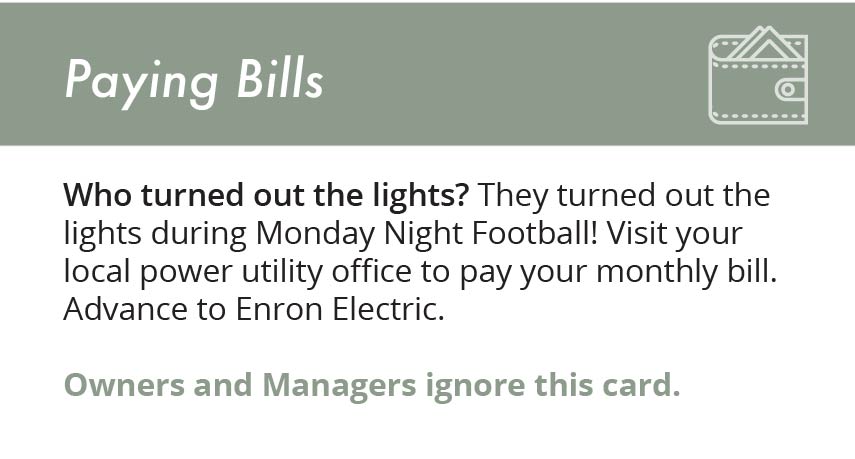 Paying Bills
Who turned out the lights? They turned out the
lights during Monday Night Football! Visit your
local power utility office to pay your monthly bill.
Advance to Enron Electric.
Owners and Managers ignore this card.